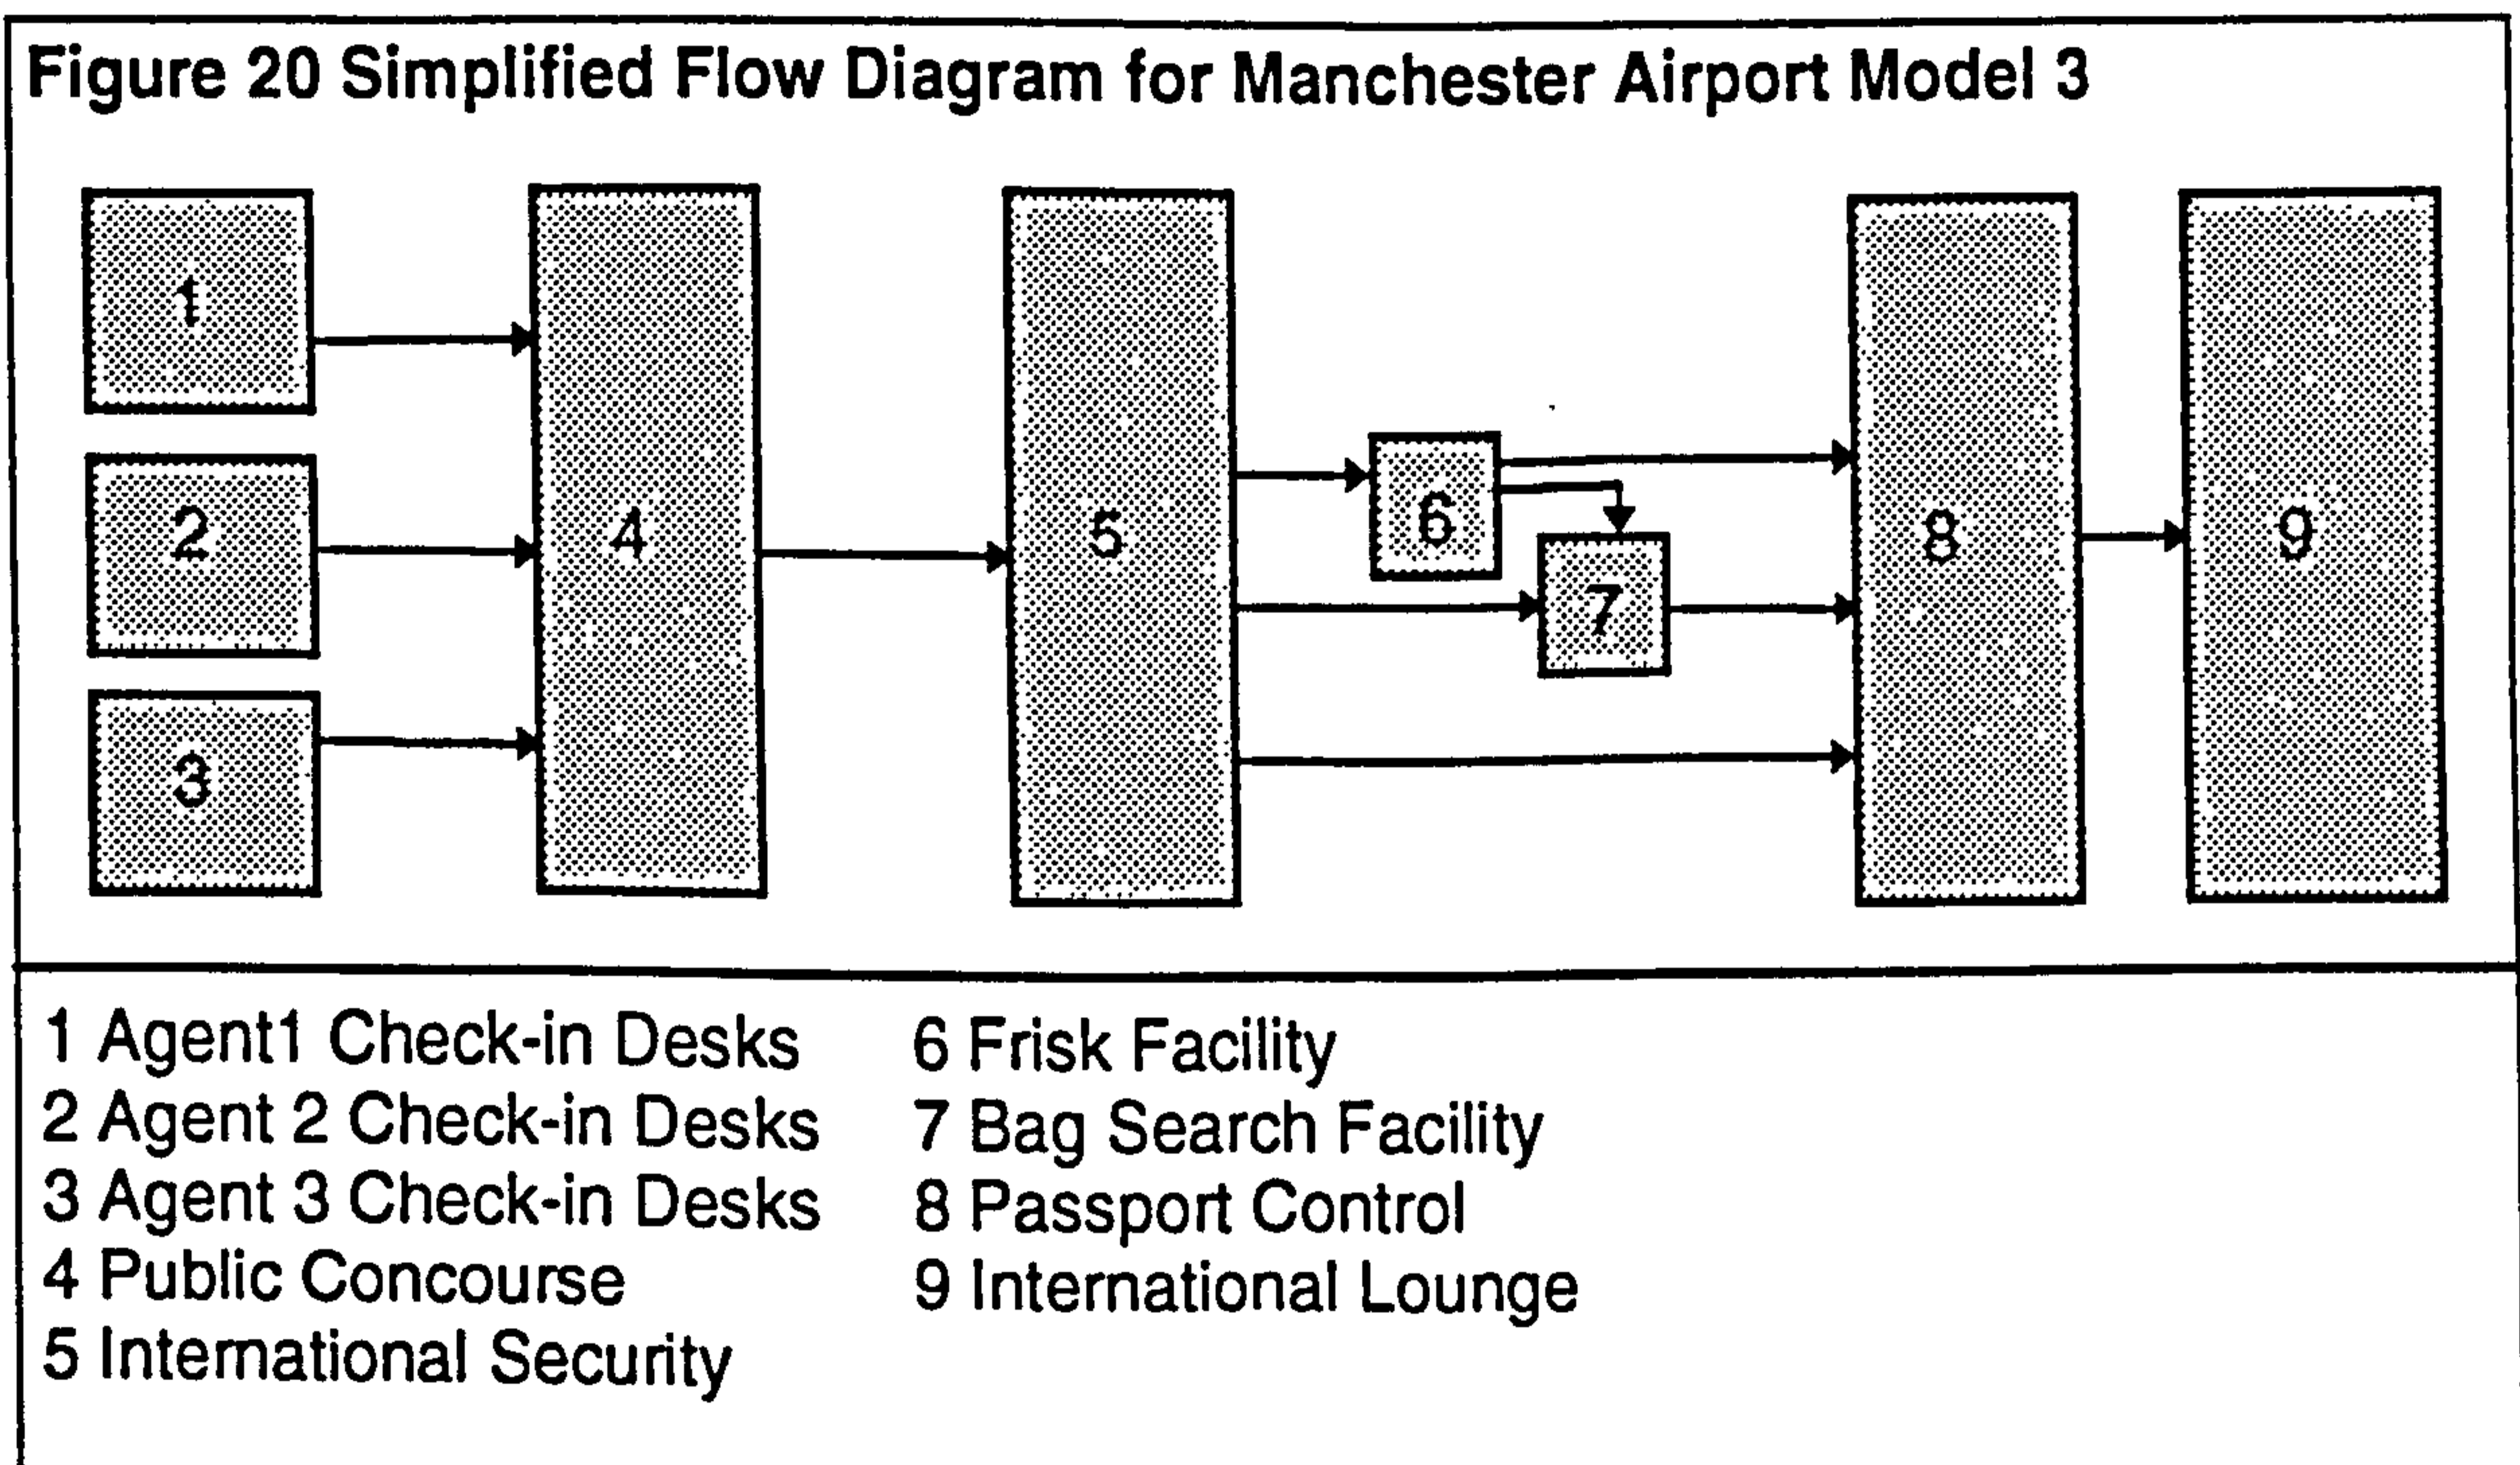 Figure 20 Simplified Flow Diagram for Manchester Airport Model 3
1
2
3
4
5
6
7
8
9
1 Agent1 Check-in Desks
2 Agent 2 Check-in Desks
3 Agent 3 Check-in Desks
4 Public Concourse
5 International Security
6 Frisk Facility
7 Bag Search Facility
8 Passport Control
9 International Lounge